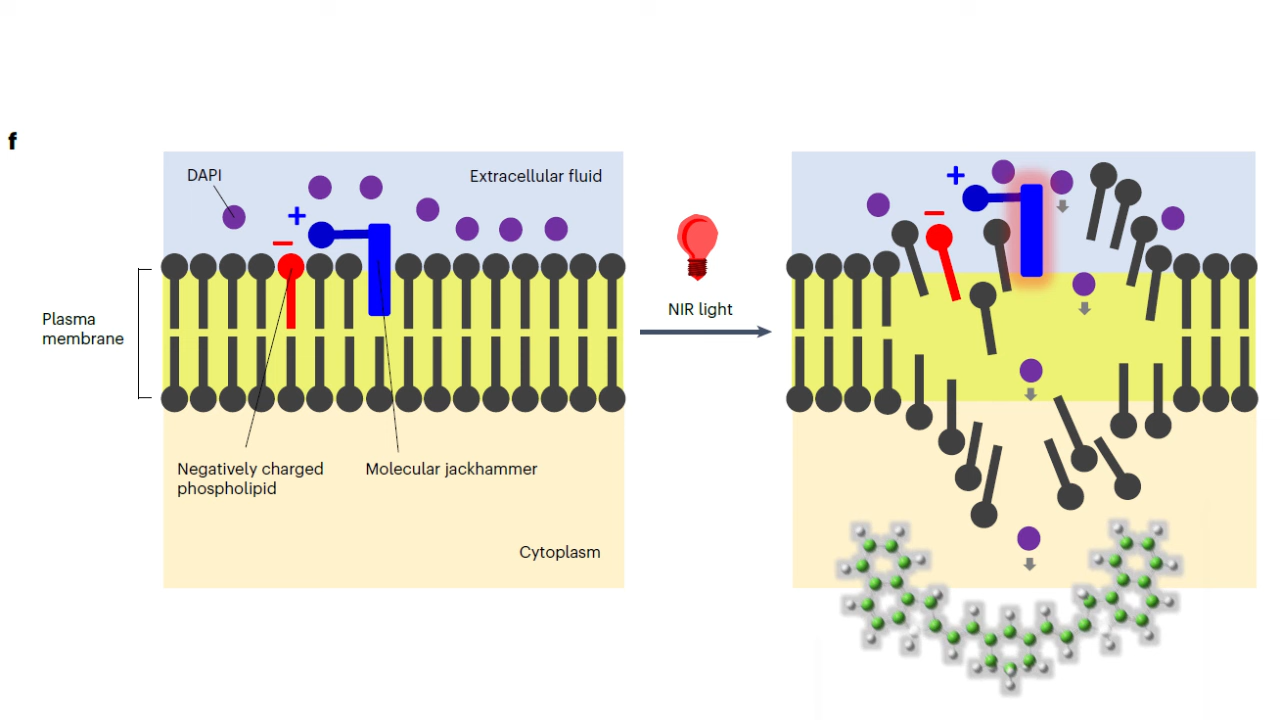 f
DAPI
Extracellular fluid
+
−
Plasma
membrane
Negatively charged
phospholipid
Molecular jackhammer
Cytoplasm
NIR light
+
−